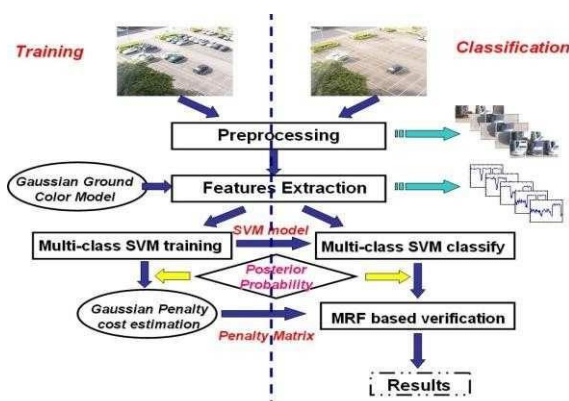 Training
Classification
Preprocessing
Gaussian Ground
Color Model
Features Extraction
SVM model
Multi-class SVM training
Multi-class SVM classify
Posterior
Probability
Gaussian Penalty
cost estimation
MRF based verification
Penalty Matrix
Results